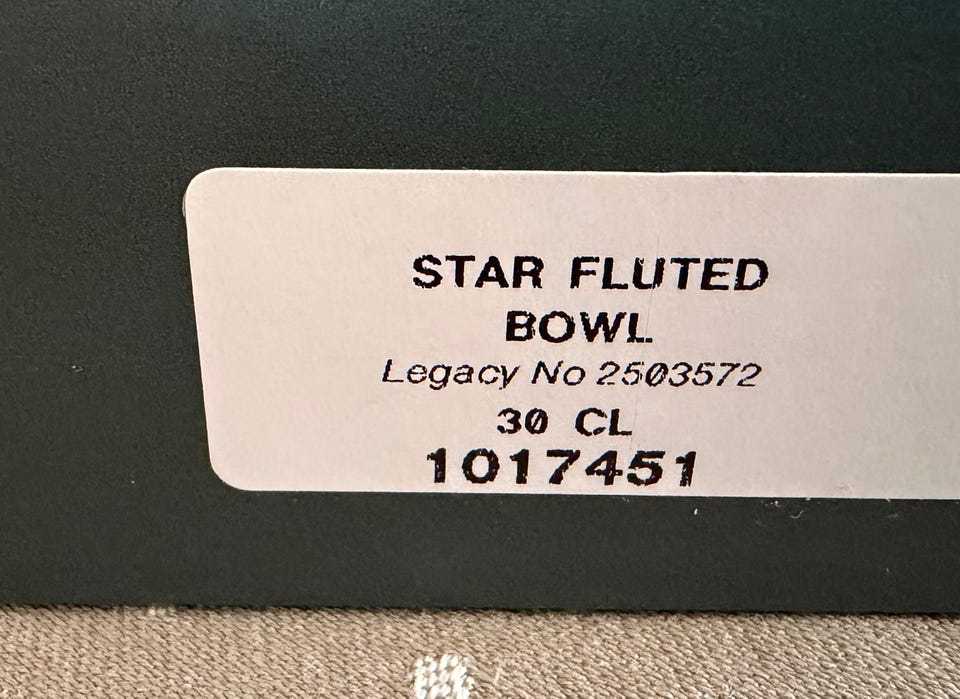 STAR FLUTED
BOWL
Legacy No 2503572
30 CL
1017451